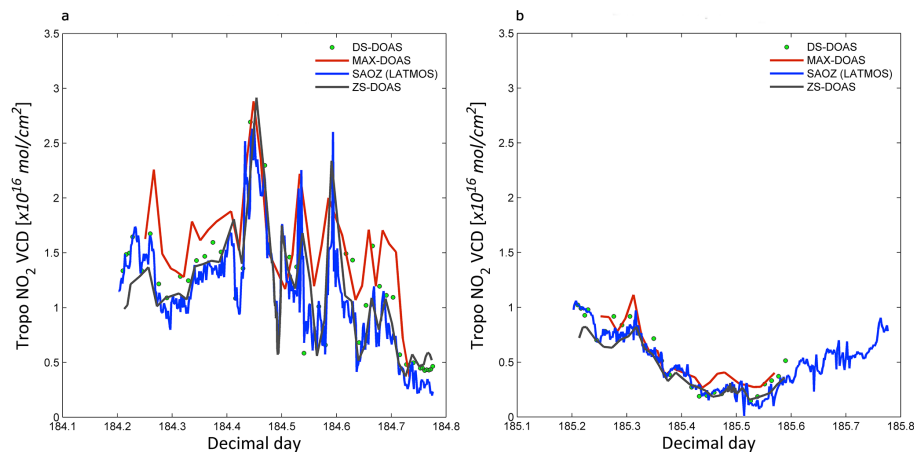 a
Tropo NO2 VCD [x10^16 mol/cm^2]
3.5
3
2.5
2
1.5
1
0.5
0
DS-DOAS
MAX-DOAS
SAOZ (LATMOS)
ZS-DOAS
184.1 184.2 184.3 184.4 184.5 184.6 184.7 184.8
Decimal day
b
Tropo NO2 VCD [x10^16 mol/cm^2]
3.5
3
2.5
2
1.5
1
0.5
0
DS-DOAS
MAX-DOAS
SAOZ (LATMOS)
ZS-DOAS
185.1 185.2 185.3 185.4 185.5 185.6 185.7 185.8
Decimal day